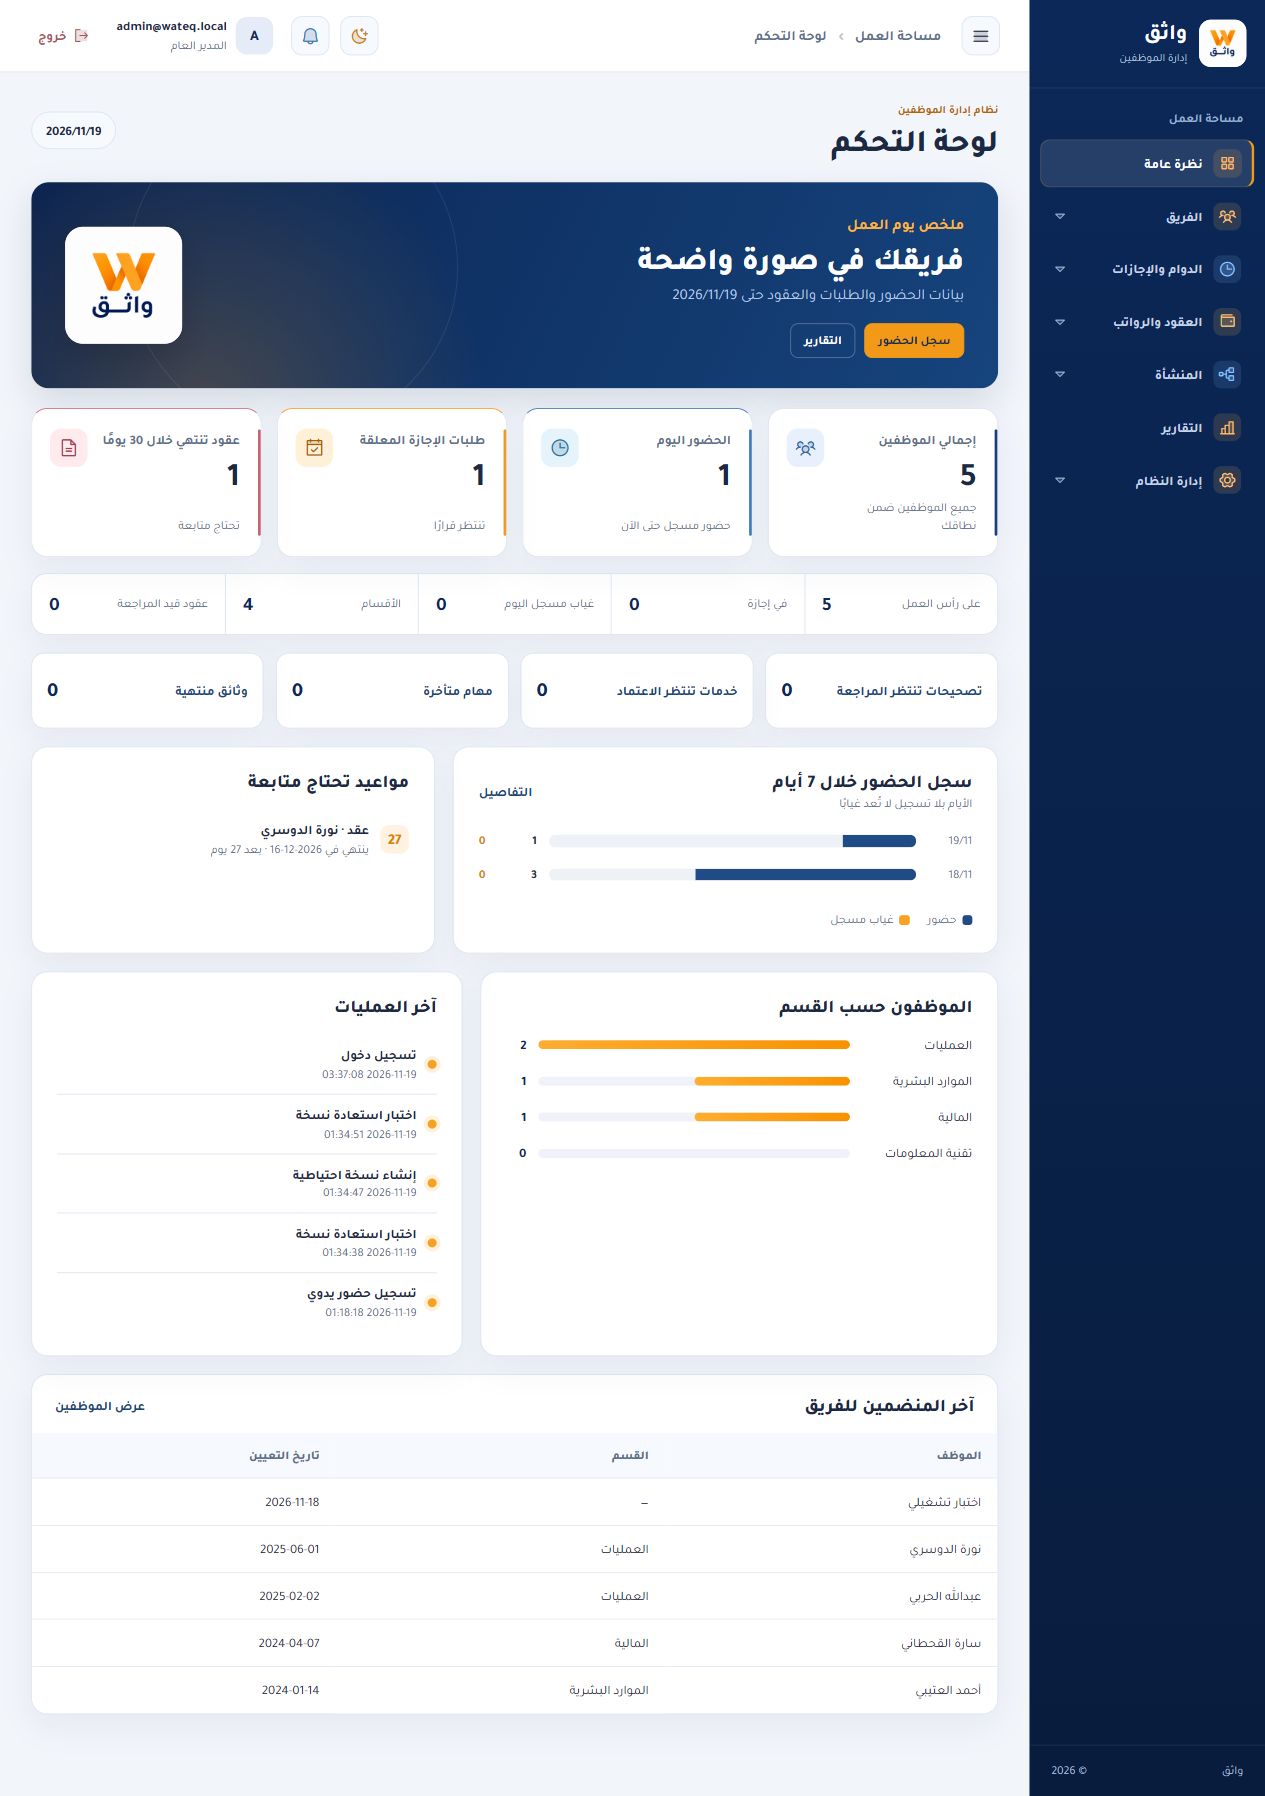 واثق
إدارة الموظفين
واثــق
مساحة العمل
نظرة عامة
الفريق
الدوام والإجازات
العقود والرواتب
المنشأة
التقارير
إدارة النظام
واثق
© 2026
مساحة العمل › لوحة التحكم
A
admin@wateq.local
المدير العام
خروج
نظام إدارة الموظفين
لوحة التحكم
2026/11/19
ملخص يوم العمل
فريقك في صورة واضحة
بيانات الحضور والطلبات والعقود حتى 2026/11/19
سجل الحضور
التقارير
واثــق
إجمالي الموظفين
5
جميع الموظفين ضمن
نطاقك
الحضور اليوم
1
حضور مسجل حتى الآن
طلبات الإجازة المعلقة
1
تنتظر قرارًا
عقود تنتهي خلال 30 يومًا
1
تحتاج متابعة
على رأس العمل 5
في إجازة 0
غياب مسجل اليوم 0
الأقسام 4
عقود قيد المراجعة 0
تصحيحات تنتظر المراجعة 0
خدمات تنتظر الاعتماد 0
مهام متأخرة 0
وثائق منتهية 0
سجل الحضور خلال 7 أيام
الأيام بلا تسجيل لا تُعد غيابًا
التفاصيل
19/11 1 0
18/11 3 0
حضور
غياب مسجل
مواعيد تحتاج متابعة
27
عقد · نورة الدوسري
ينتهي في 2026-12-16 · بعد 27 يوم
الموظفون حسب القسم
العمليات 2
الموارد البشرية 1
المالية 1
تقنية المعلومات 0
آخر العمليات
تسجيل دخول
2026-11-19 03:37:08
اختبار استعادة نسخة
2026-11-19 01:34:51
إنشاء نسخة احتياطية
2026-11-19 01:34:47
اختبار استعادة نسخة
2026-11-19 01:34:38
تسجيل حضور يدوي
2026-11-19 01:18:18
آخر المنضمين للفريق
عرض الموظفين
الموظف القسم تاريخ التعيين
اختبار تشغيلي — 2026-11-18
نورة الدوسري العمليات 2025-06-01
عبدالله الحربي العمليات 2025-02-02
سارة القحطاني المالية 2024-04-07
أحمد العتيبي الموارد البشرية 2024-01-14